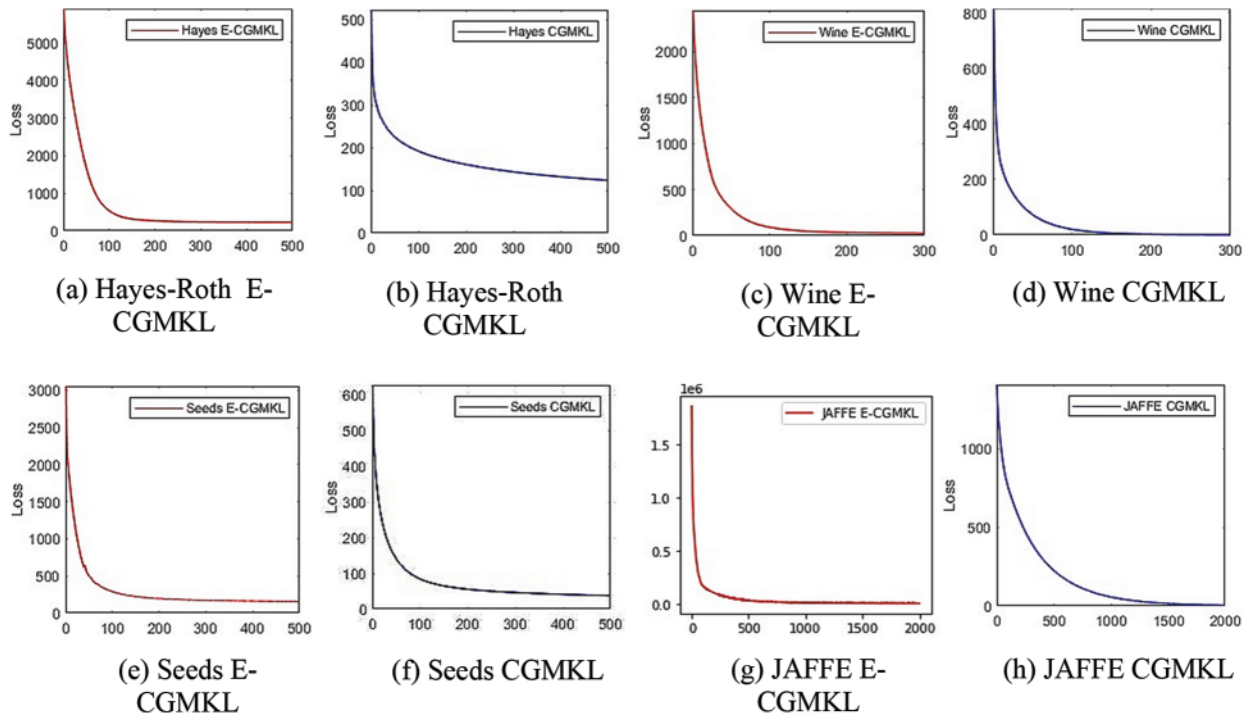 Hayes E-CGMKL
5000
4000
3000
2000
1000
0
Loss
0 100 200 300 400 500
(a) Hayes-Roth E-
CGMKL
Hayes CGMKL
500
400
300
200
100
0
Loss
0 100 200 300 400 500
(b) Hayes-Roth
CGMKL
Wine E-CGMKL
2000
1500
1000
500
0
Loss
0 100 200 300
(c) Wine E-
CGMKL
Wine CGMKL
800
600
400
200
0
Loss
0 100 200 300
(d) Wine CGMKL
Seeds E-CGMKL
3000
2500
2000
1500
1000
500
0
Loss
0 100 200 300 400 500
(e) Seeds E-
CGMKL
Seeds CGMKL
600
500
400
300
200
100
0
Loss
0 100 200 300 400 500
(f) Seeds CGMKL
1e6
JAFFE E-CGMKL
1.5
1.0
0.5
0.0
0 500 1000 1500 2000
(g) JAFFE E-
CGMKL
JAFFE CGMKL
1000
500
0
Loss
0 500 1000 1500 2000
(h) JAFFE CGMKL